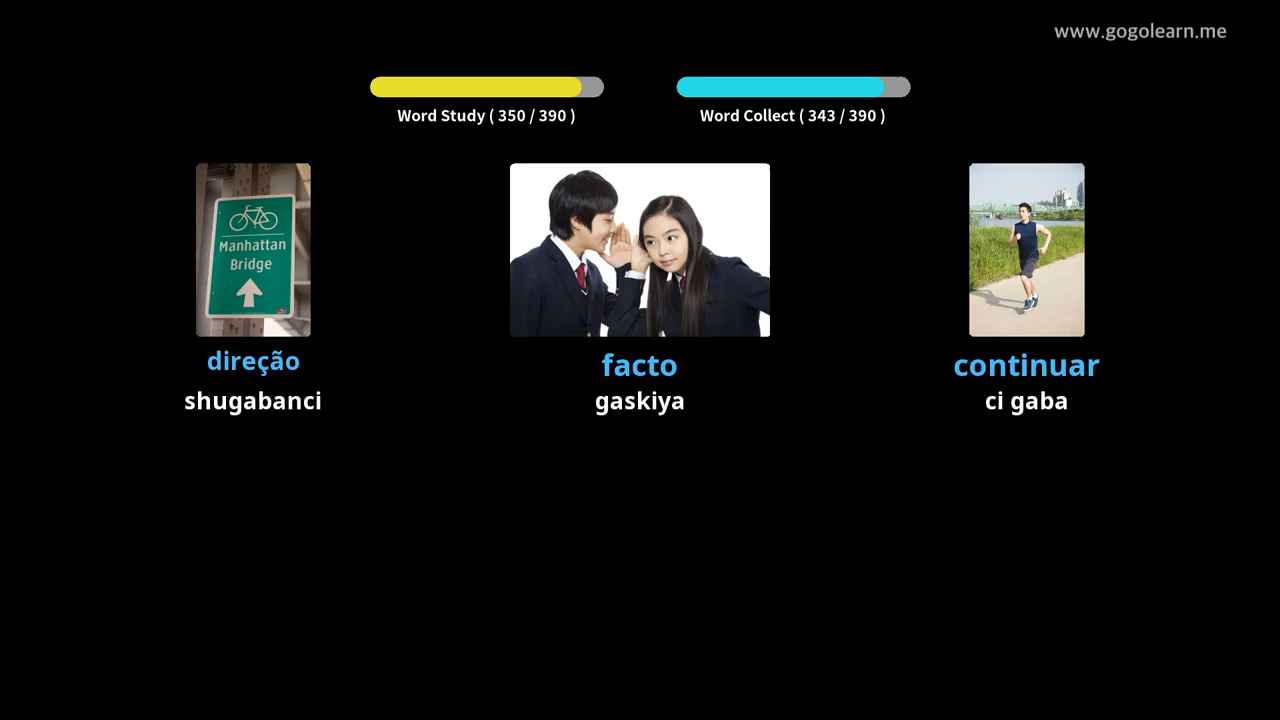 www.gogolearn.me
Word Study ( 350 / 390 )
Word Collect ( 343 / 390 )
Manhattan
Bridge
direção
shugabanci
facto
gaskiya
continuar
ci gaba